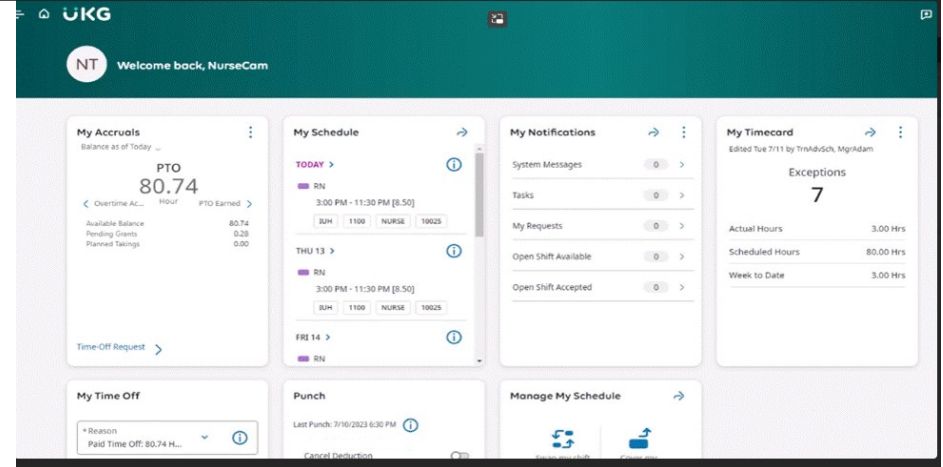 UKG
NT
Welcome back, NurseCam
My Accruals
Balance as of Today
PTO
80.74
Overtime Ac... Hour PTO Earned
Available Balance 80.74
Pending Grants 0.28
Planned Takings 0.00
Time-Off Request
My Schedule
TODAY
RN
3:00 PM - 11:30 PM [8.50]
IUH 1100 NURSE 10025
THU 13
RN
3:00 PM - 11:30 PM [8.50]
IUH 1100 NURSE 10025
FRI 14
RN
My Notifications
System Messages 0
Tasks 0
My Requests 0
Open Shift Available 0
Open Shift Accepted 0
My Timecard
Edited Tue 7/11 by TrnAdvSch, MgrAdam
Exceptions
7
Actual Hours 3.00 Hrs
Scheduled Hours 80.00 Hrs
Week to Date 3.00 Hrs
My Time Off
*Reason
Paid Time Off: 80.74 H...
Punch
Last Punch: 7/10/2023 6:30 PM
Cancel Deduction
Manage My Schedule
Swap my shift Cover my